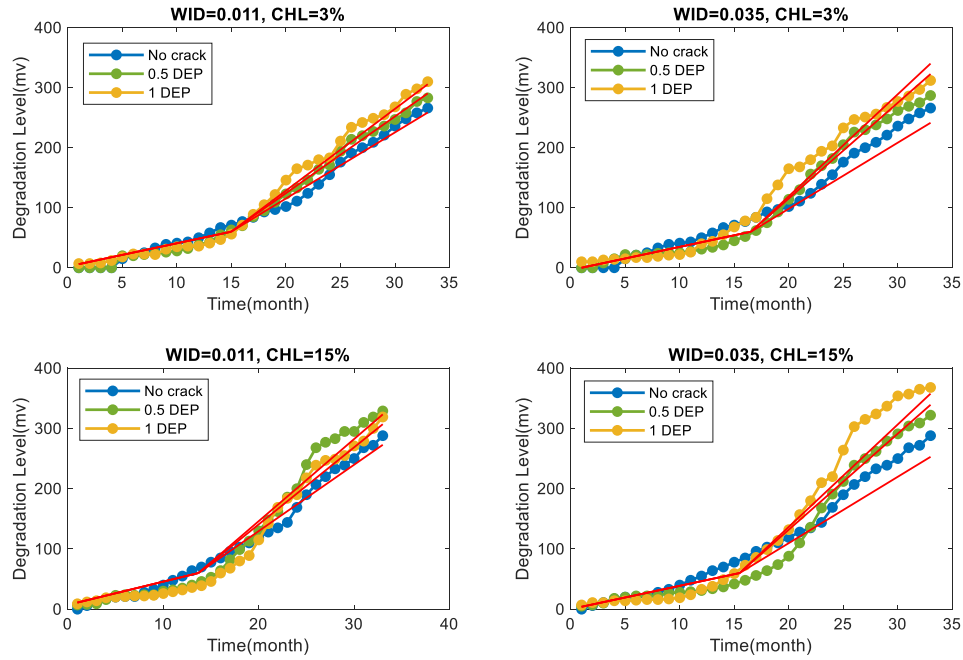 WID=0.011, CHL=3%
400
300
200
100
0
Degradation Level(mv)
No crack
0.5 DEP
1 DEP
0 5 10 15 20 25 30 35
Time(month)
WID=0.035, CHL=3%
400
300
200
100
0
Degradation Level(mv)
No crack
0.5 DEP
1 DEP
0 5 10 15 20 25 30 35
Time(month)
WID=0.011, CHL=15%
400
300
200
100
0
Degradation Level(mv)
No crack
0.5 DEP
1 DEP
0 10 20 30 40
Time(month)
WID=0.035, CHL=15%
400
300
200
100
0
Degradation Level(mv)
No crack
0.5 DEP
1 DEP
0 5 10 15 20 25 30 35
Time(month)